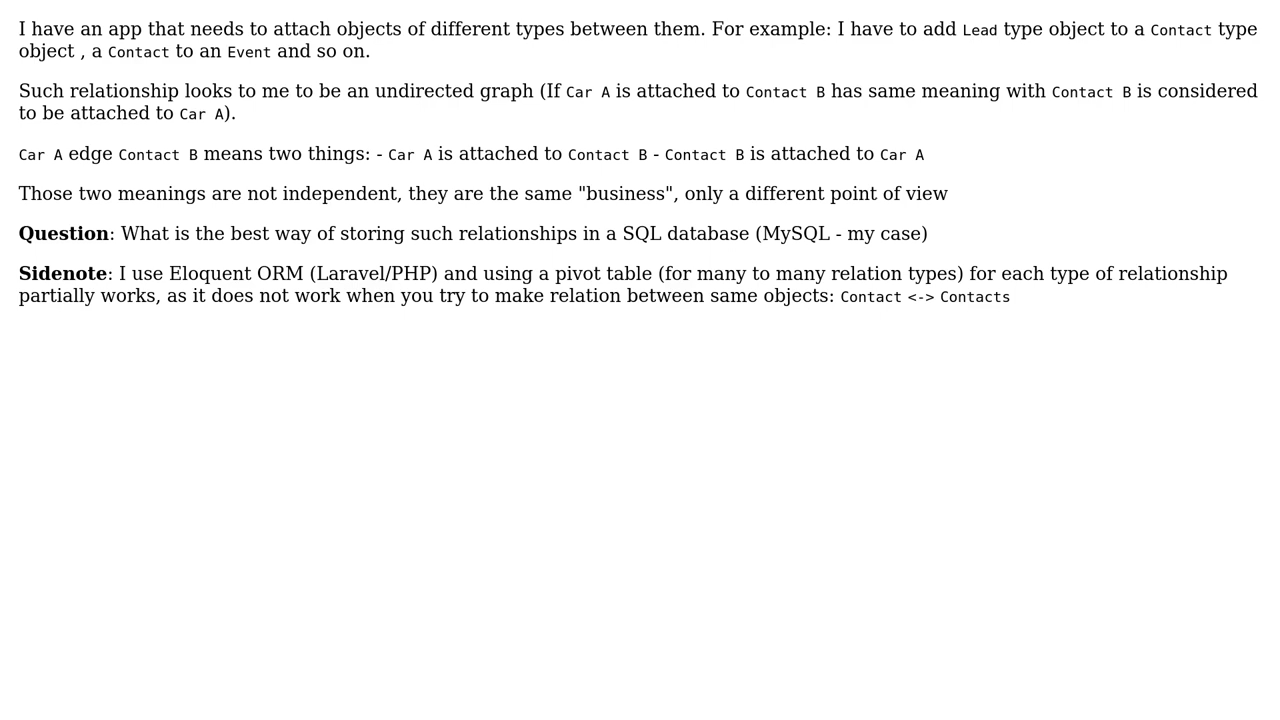 I have an app that needs to attach objects of different types between them. For example: I have to add Lead type object to a Contact type
object , a Contact to an Event and so on.
Such relationship looks to me to be an undirected graph (If Car A is attached to Contact B has same meaning with Contact B is considered
to be attached to Car A).
Car A edge Contact B means two things: - Car A is attached to Contact B - Contact B is attached to Car A
Those two meanings are not independent, they are the same "business", only a different point of view
Question: What is the best way of storing such relationships in a SQL database (MySQL - my case)
Sidenote: I use Eloquent ORM (Laravel/PHP) and using a pivot table (for many to many relation types) for each type of relationship
partially works, as it does not work when you try to make relation between same objects: Contact <-> Contacts